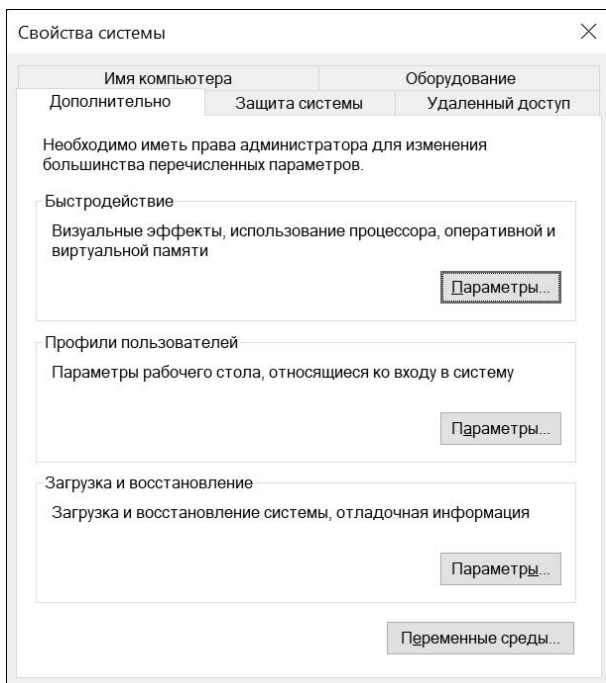 Свойства системы
Имя компьютера
Оборудование
Дополнительно
Защита системы
Удаленный доступ
Необходимо иметь права администратора для изменения
большинства перечисленных параметров.
Быстродействие
Визуальные эффекты, использование процессора, оперативной и
виртуальной памяти
Параметры...
Профили пользователей
Параметры рабочего стола, относящиеся ко входу в систему
Параметры...
Загрузка и восстановление
Загрузка и восстановление системы, отладочная информация
Параметры...
Переменные среды...